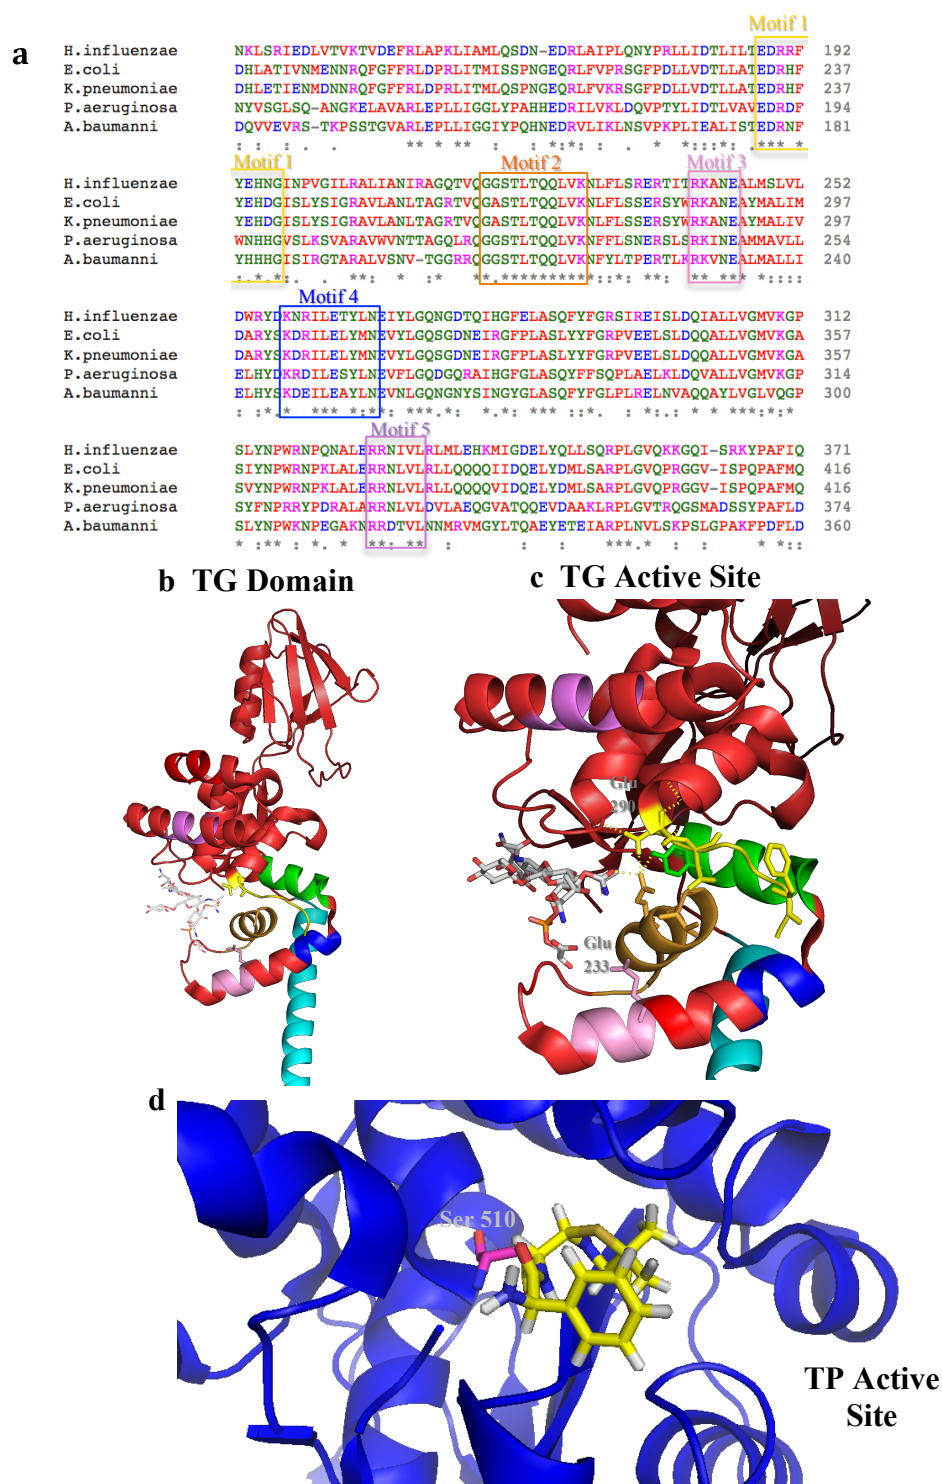 a
Motif 1
H.influenzae NKLSRIEDLVTVKTVDEFRLAPKLIAMLQSDN-EDRLAIPLQNYPRLLIDTLILTEDRRF 192
E.coli DHLATIVNMENNRQFGFFRLDPRLITMISSPNGEQRLFVPRSGFPDLLVDTLLATEDRHF 237
K.pneumoniae DHLETIENMDNNRQFGFFRLDPRLITMLQSPNGEQRLFVKRSGFPDLLVDTLLATEDRHF 237
P.aeruginosa NYVSGLSQ-ANGKELAVARLEPLLIGGLYPAHHEDRILVKLDQVPTYLIDTLVAVEDRDF 194
A.baumanni DQVVEVRS-TKPSSTGVARLEPLLIGGIYPQHNEDRVLIKLNSVPKPLIEALISTEDRNF 181
Motif 1 Motif 2 Motif 3
H.influenzae YEHNGINPVGILRALIANIRAGQTVQGGSTLTQQLVKNLFLSRERTITRKANEALMSLVL 252
E.coli YEHDGISLYSIGRAVLANLTAGRTVQGASTLTQQLVKNLFLSSERSYWRKANEAYMALIM 297
K.pneumoniae YEHDGISLYSIGRAVLANLTAGRTVQGASTLTQQLVKNLFLSSERSYWRKANEAYMALIV 297
P.aeruginosa WNHHGVSLKSVARAVWVNTTAGQLRQGGSTLTQQLVKNFFLSNERSLSRKINEAMMAVLL 254
A.baumanni YHHHGISIRGTARALVSNV-TGGRRQGGSTLTQQLVKNFYLTPERTLKRKVNEALMALLI 240
Motif 4
H.influenzae DWRYDKNRILETYLNEIYLGQNGDTQIHGFELASQFYFGRSIREISLDQIALLVGMVKGP 312
E.coli DARYSKDRILELYMNEVYLGQSGDNEIRGFPLASLYYFGRPVEELSLDQQALLVGMVKGA 357
K.pneumoniae DARYSKDRILELYMNEVYLGQSGDNEIRGFPLASLYYFGRPVEELSLDQQALLVGMVKGA 357
P.aeruginosa ELHYDKRDILESYLNEVFLGQDGQRAIHGFGLASQYFFSQPLAELKLDQVALLVGMVKGP 314
A.baumanni ELHYSKDEILEAYLNEVNLGQNGNYSINGYGLASQFYFGLPLRELNVAQQAYLVGLVQGP 300
Motif 5
H.influenzae SLYNPWRNPQNALERRNIVLRLMLEHKMIGDELYQLLSQRPLGVQKKGQI-SRKYPAFIQ 371
E.coli SIYNPWRNPKLALERRNLVLRLLQQQQIIDQELYDMLSARPLGVQPRGGV-ISPQPAFMQ 416
K.pneumoniae SVYNPWRNPKLALERRNLVLRLLQQQQVIDQELYDMLSARPLGVQPRGGV-ISPQPAFMQ 416
P.aeruginosa SYFNPRRYPDRALARRNLVLDVLAEQGVATQQEVDAAKLRPLGVTRQGSMADSSYPAFLD 374
A.baumanni SLYNPWKNPEGAKNRRDTVLNNMRVMGYLTQAEYETEIARPLNVLSKPSLGPAKFPDFLD 360
b TG Domain
c TG Active Site
Glu
290
Glu
233
d
Ser 510
TP Active
Site